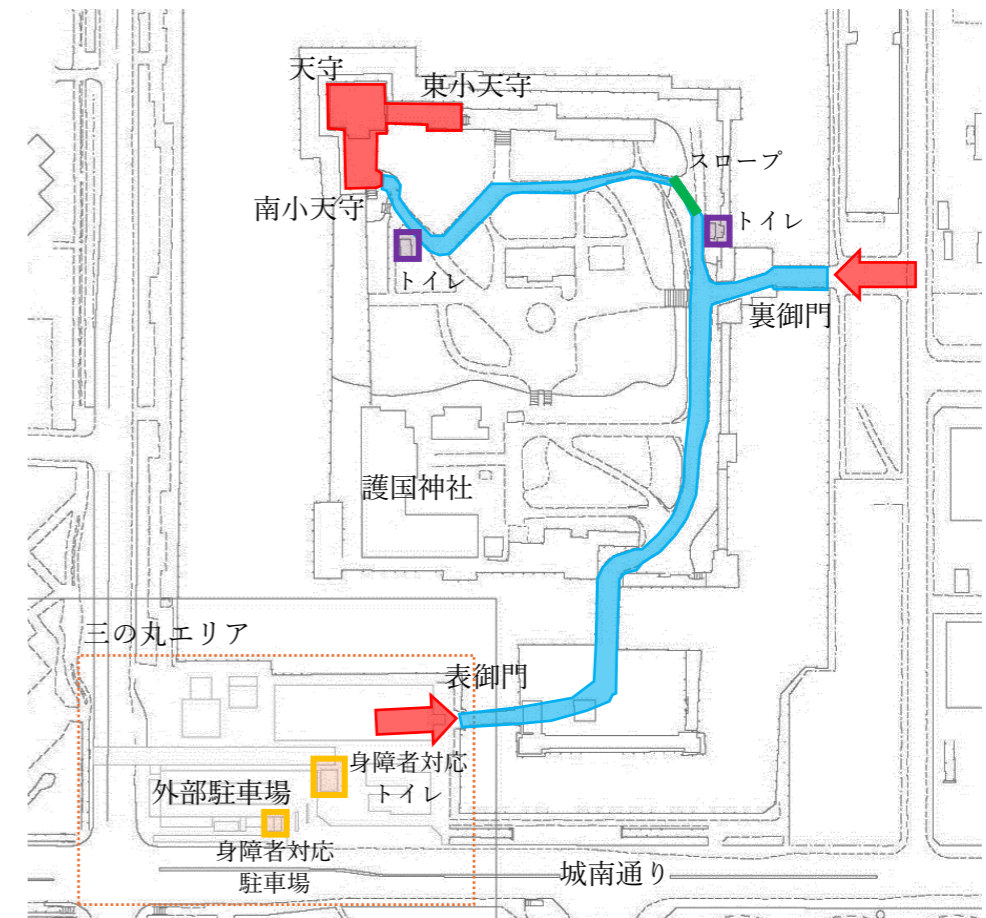 天守
東小天守
スロープ
南小天守
トイレ
トイレ
裏御門
護国神社
三の丸エリア
表御門
身障者対応
トイレ
外部駐車場
身障者対応
駐車場
城南通り